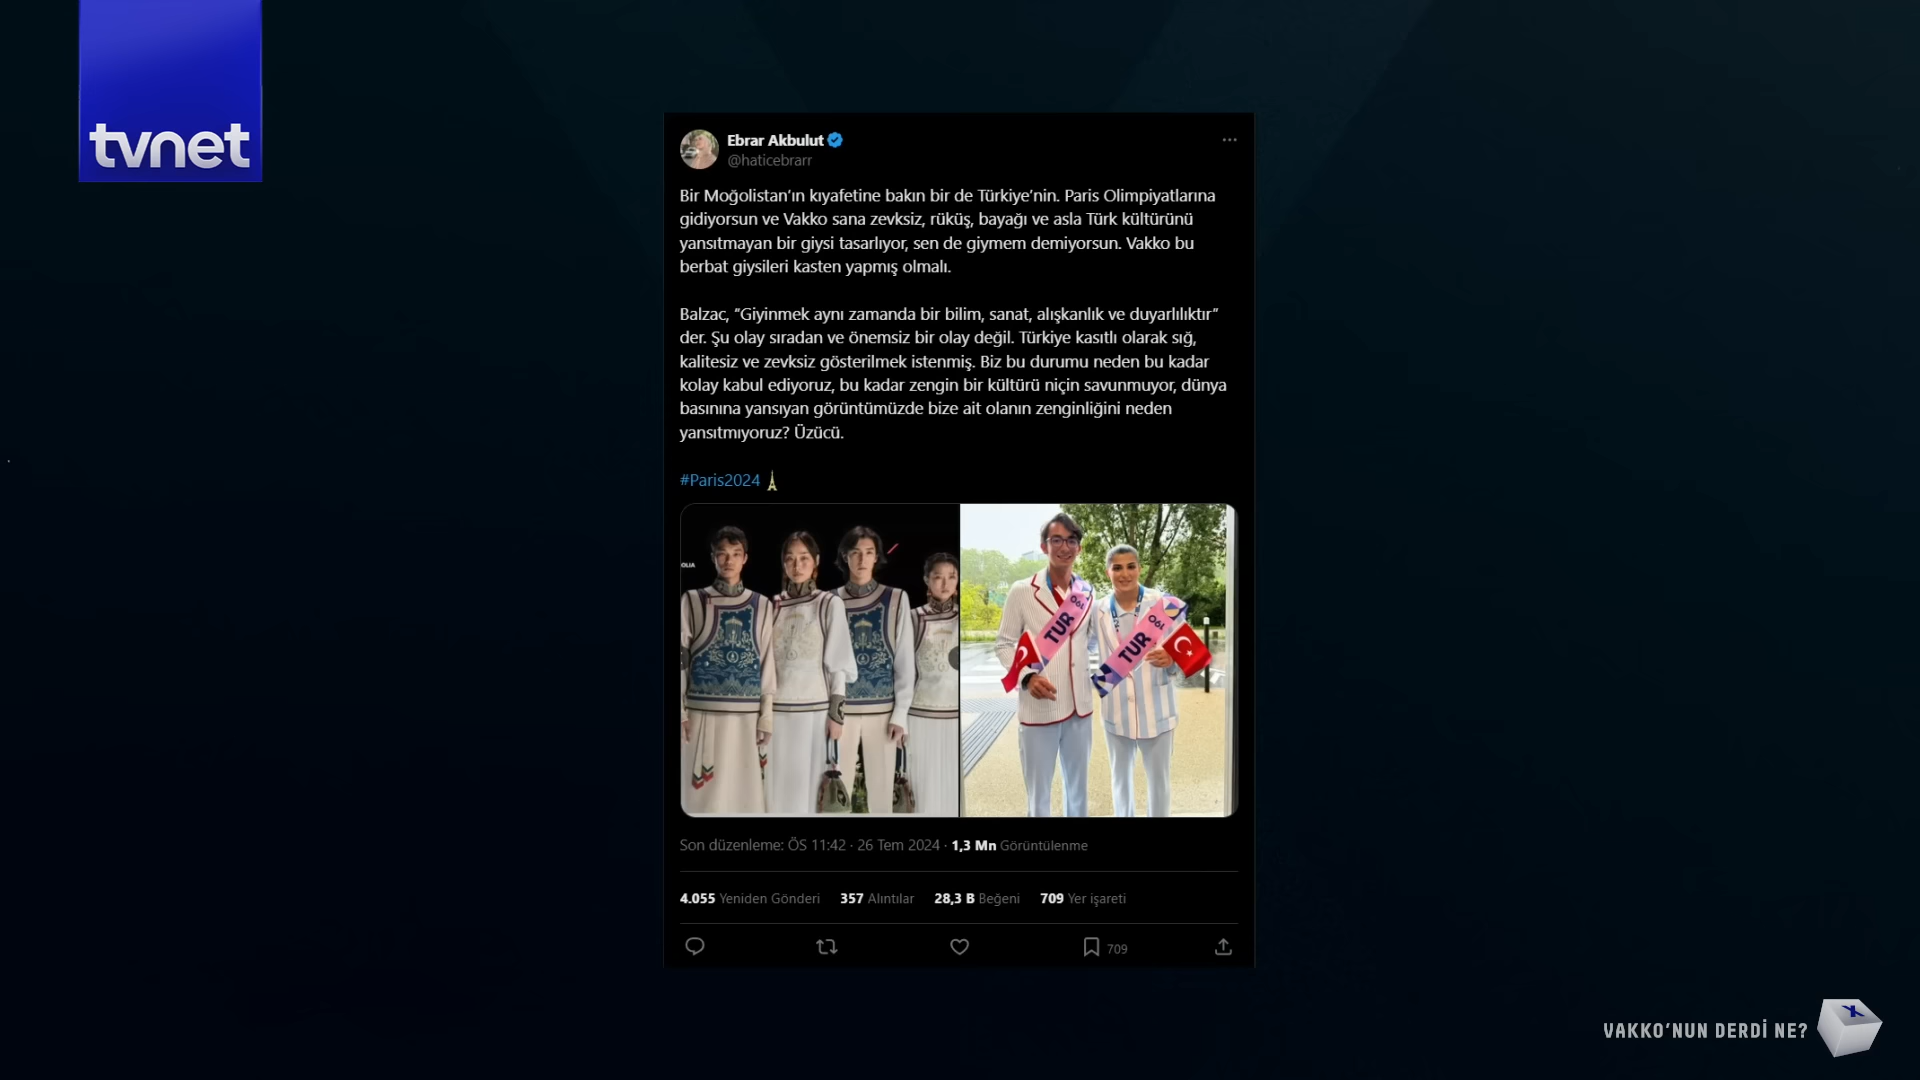 tvnet
Ebrar Akbulut
@haticebrarr
Bir Moğolistan’ın kıyafetine bakın bir de Türkiye’nin. Paris Olimpiyatlarına
gidiyorsun ve Vakko sana zevksiz, rüküş, bayağı ve asla Türk kültürünü
yansıtmayan bir giysi tasarlıyor, sen de giymem demiyorsun. Vakko bu
berbat giysileri kasten yapmış olmalı.
Balzac, “Giyinmek aynı zamanda bir bilim, sanat, alışkanlık ve duyarlılıktır”
der. Şu olay sıradan ve önemsiz bir olay değil. Türkiye kasıtlı olarak sığ,
kalitesiz ve zevksiz gösterilmek istenmiş. Biz bu durumu neden bu kadar
kolay kabul ediyoruz, bu kadar zengin bir kültürü niçin savunmuyor, dünya
basınına yansıyan görüntümüzde bize ait olanın zenginliğini neden
yansıtmıyoruz? Üzücü.
#Paris2024
OLIA
TUR
190
TUR
190
Son düzenleme: ÖS 11:42 · 26 Tem 2024 · 1,3 Mn Görüntülenme
4.055 Yeniden Gönderi 357 Alıntılar 28,3 B Beğeni 709 Yer işareti
709
VAKKO’NUN DERDİ NE?